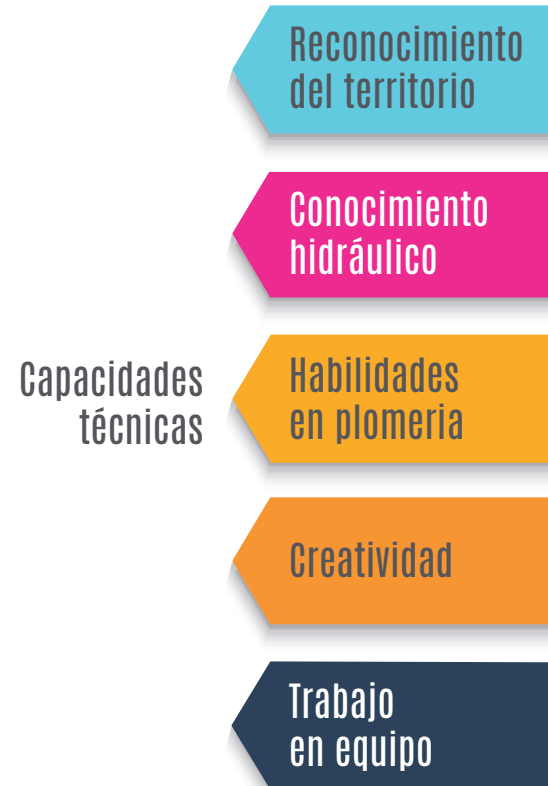 Reconocimiento
del territorio
Conocimiento
hidráulico
Capacidades
técnicas
Habilidades
en plomeria
Creatividad
Trabajo
en equipo